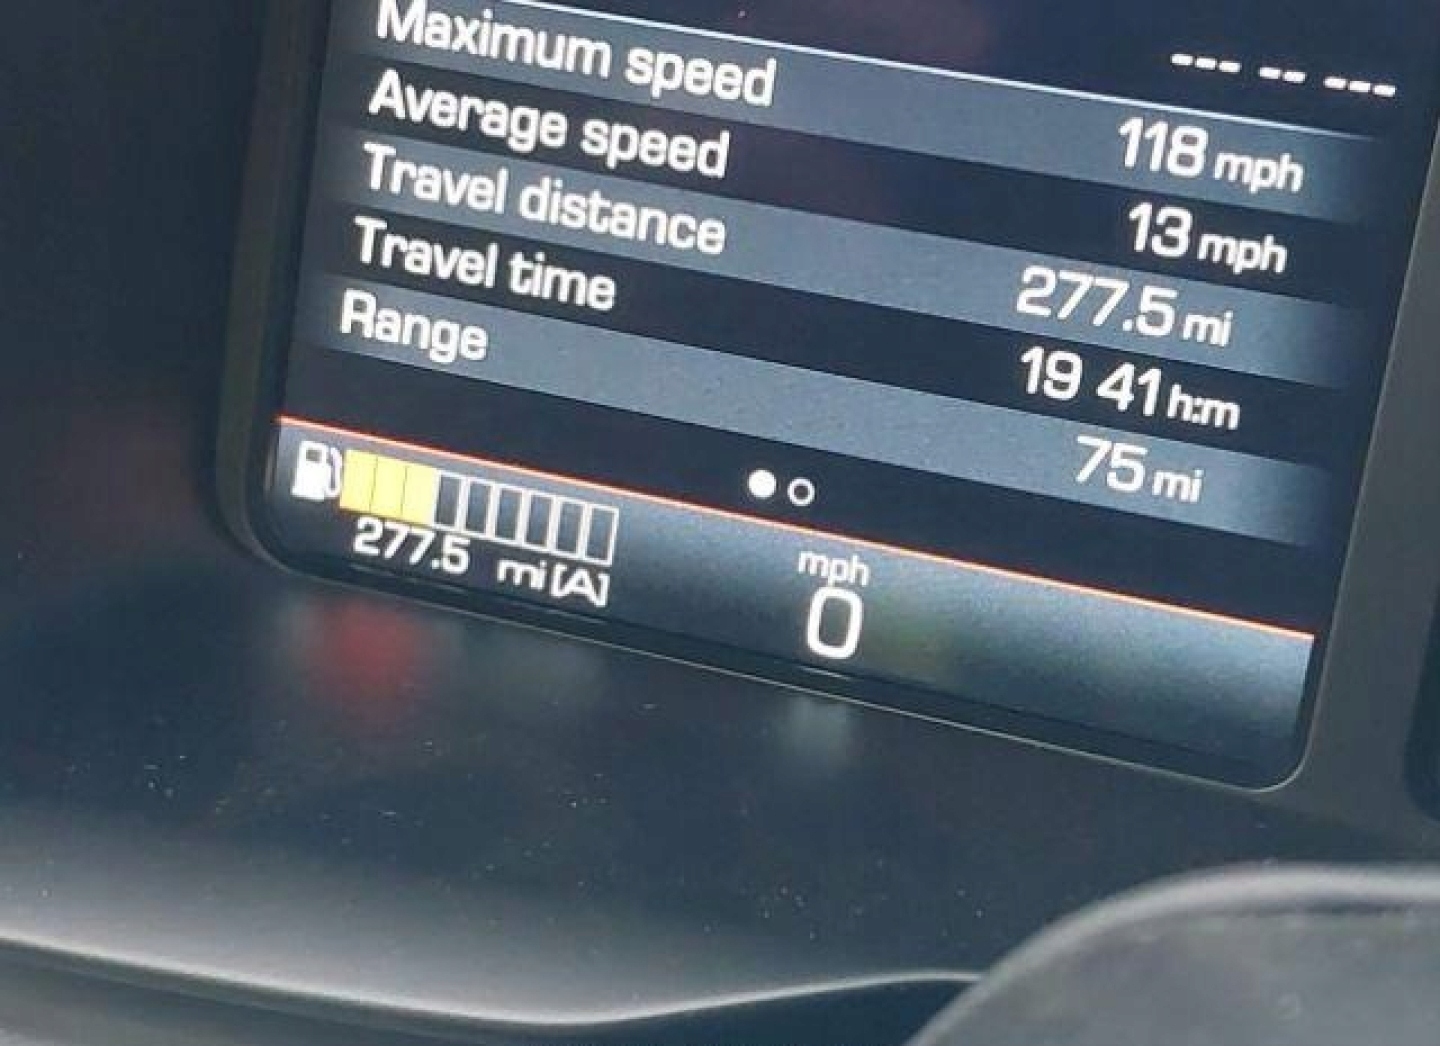 --- -- ---
Maximum speed 118 mph
Average speed 13 mph
Travel distance 277.5 mi
Travel time 19 41 h:m
Range 75 mi
277.5 mi [A]
mph
0